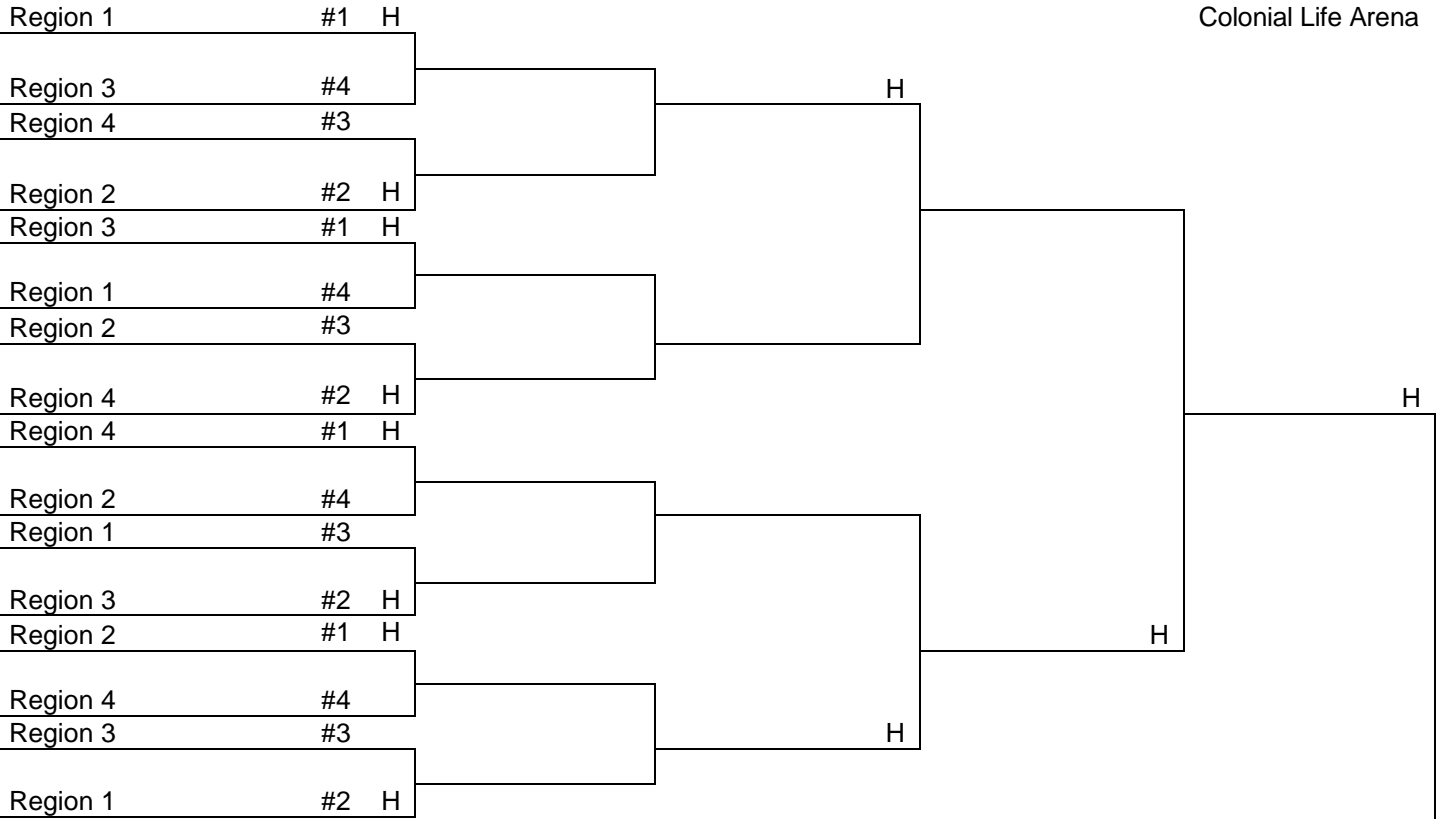 Region 1 #1 H
Colonial Life Arena
Region 3 #4
H
Region 4 #3
Region 2 #2 H
Region 3 #1 H
Region 1 #4
Region 2 #3
Region 4 #2 H
H
Region 4 #1 H
Region 2 #4
Region 1 #3
Region 3 #2 H
Region 2 #1 H
H
Region 4 #4
Region 3 #3
H
Region 1 #2 H